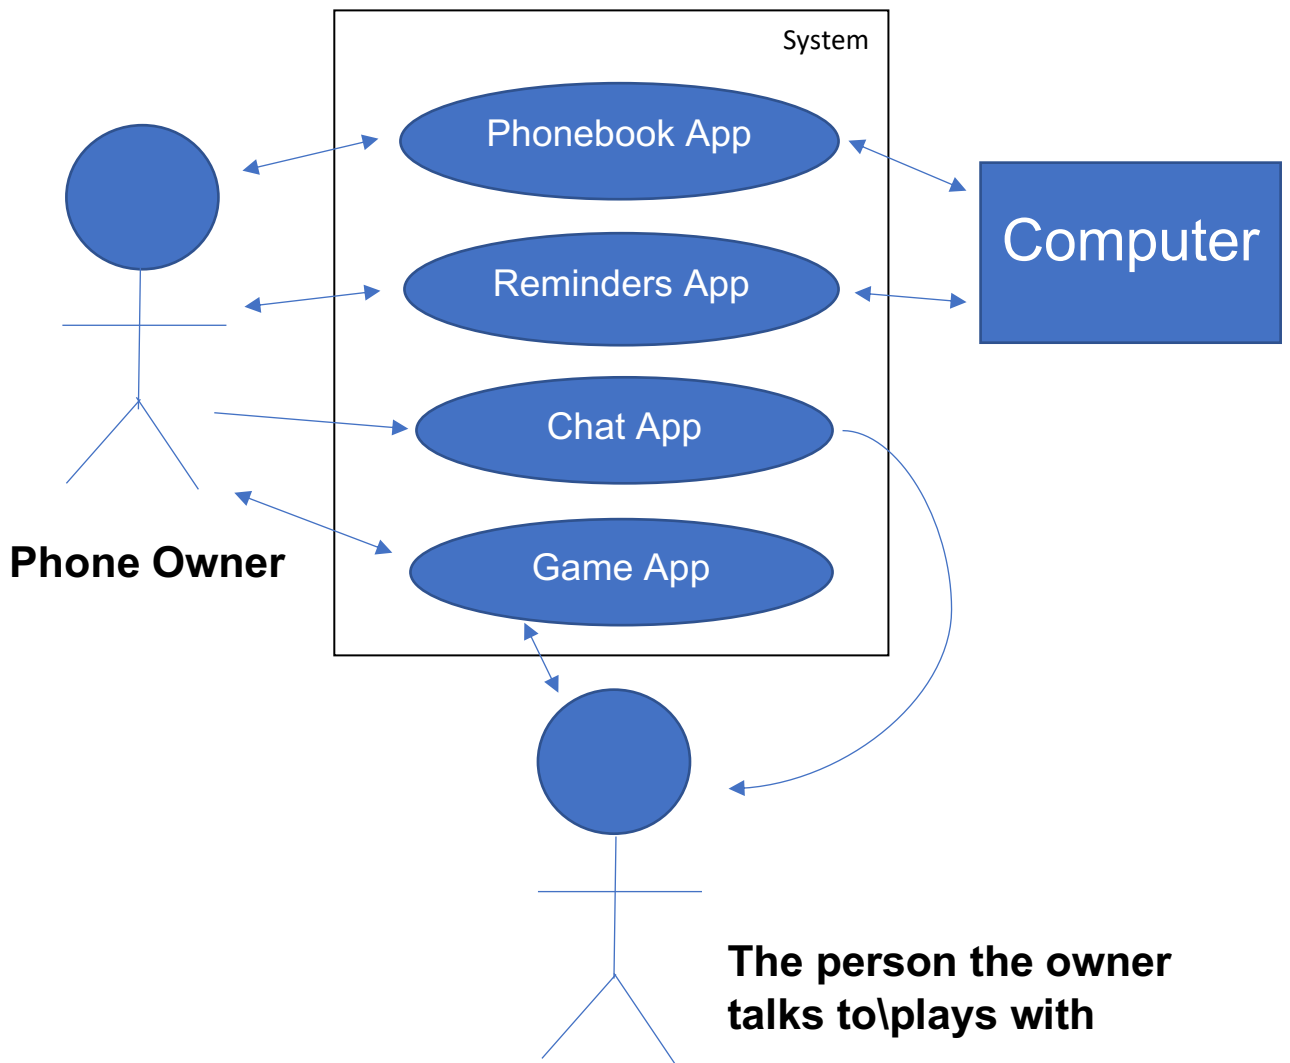 System
Phonebook App
Computer
Reminders App
Chat App
Phone Owner
Game App
The person the owner
talks to\plays with